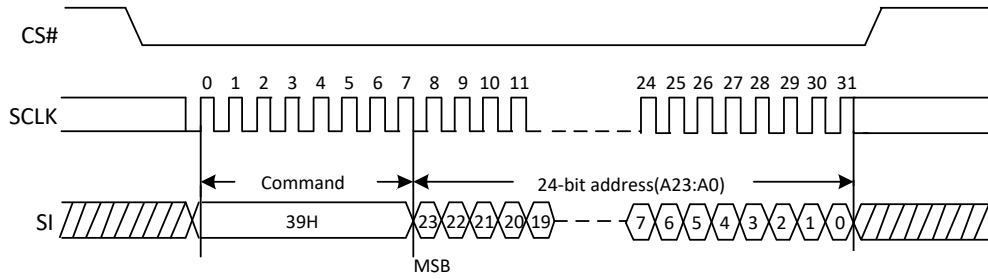 CS#
0 1 2 3 4 5 6 7 8 9 10 11 24 25 26 27 28 29 30 31
SCLK
Command 24-bit address(A23:A0)
SI 39H 23 22 21 20 19 7 6 5 4 3 2 1 0
MSB